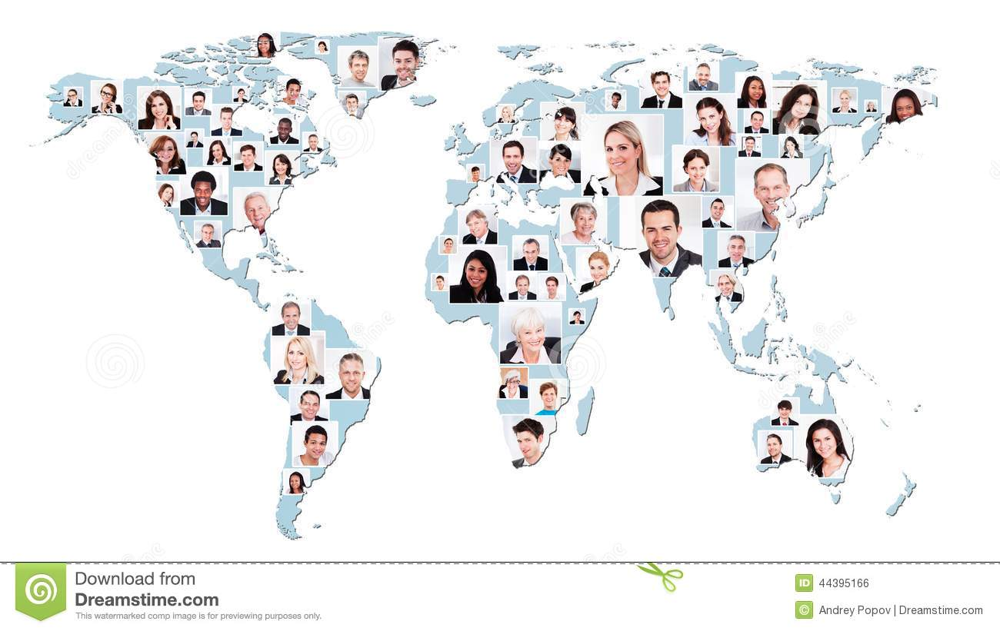 Download from
Dreamstime.com
This watermarked comp image is for previewing purposes only.
ID 44395166
© Andrey Popov | Dreamstime.com